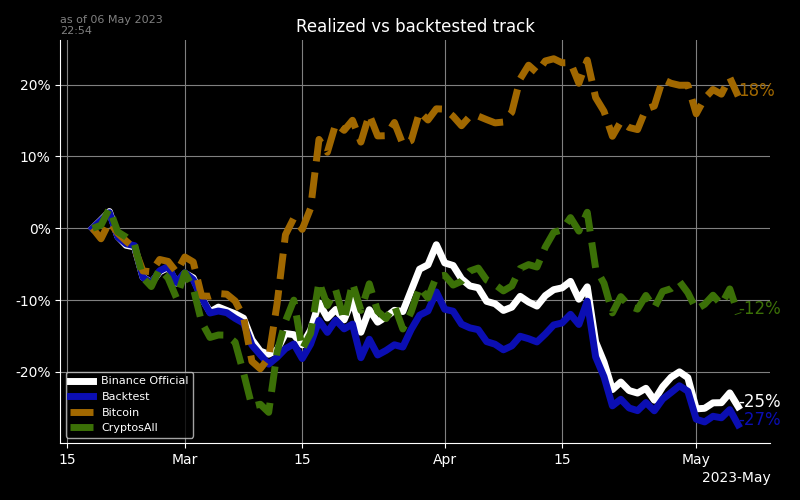 as of 06 May 2023
22:54
Realized vs backtested track
20%
10%
0%
-10%
-20%
18%
-12%
-25%
-27%
Binance Official
Backtest
Bitcoin
CryptosAll
15
Mar
15
Apr
15
May
2023-May